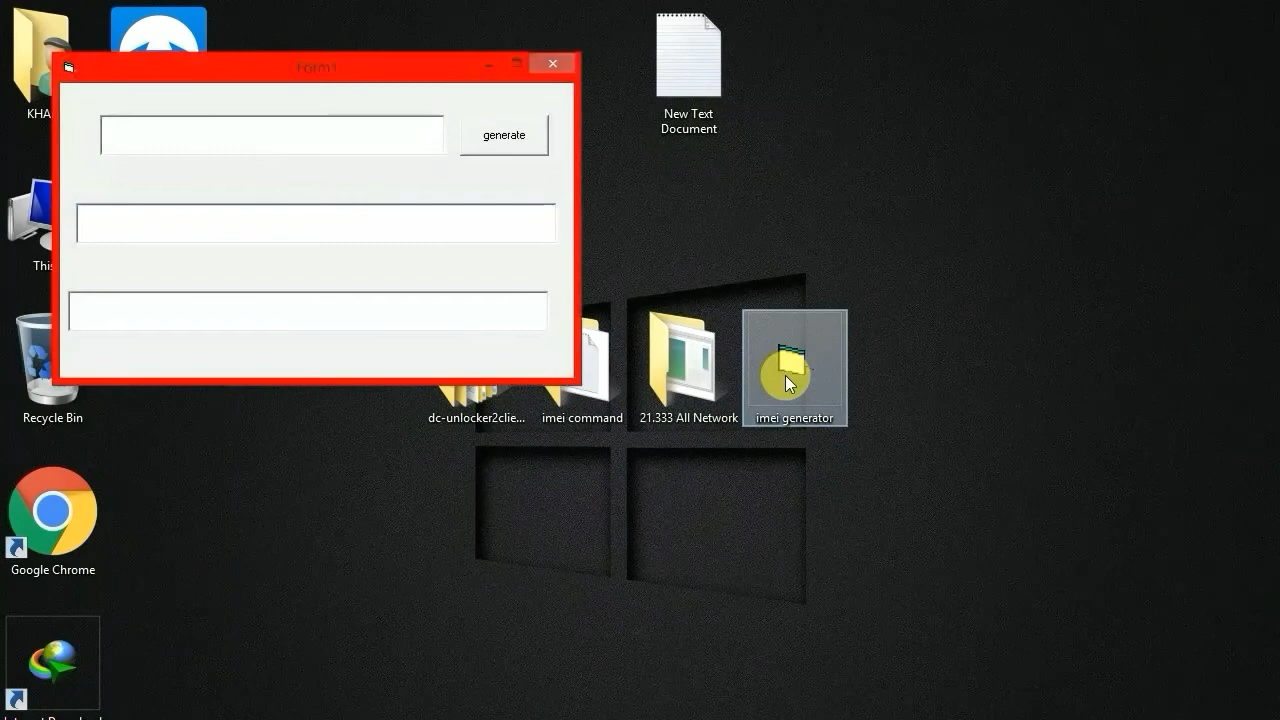 KHA
New Text
Document
Form1
generate
This
Recycle Bin
dc-unlocker2clie...
imei command
21.333 All Network
imei generator
Google Chrome